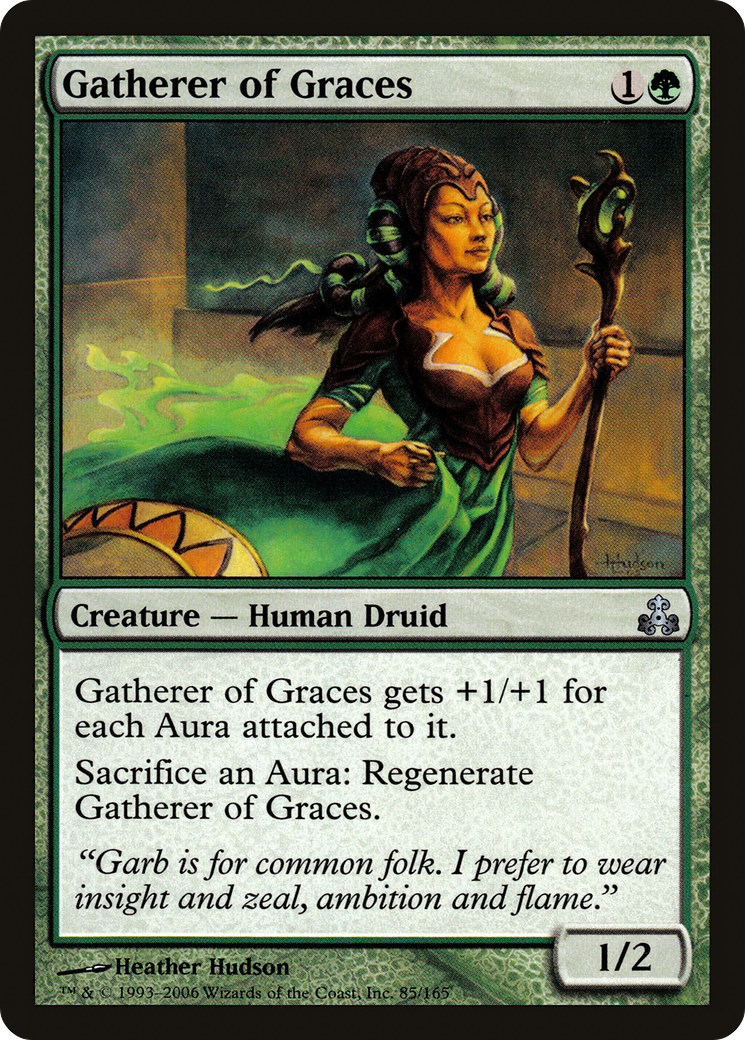 Gatherer of Graces 1
Hudson
Creature — Human Druid
Gatherer of Graces gets +1/+1 for
each Aura attached to it.
Sacrifice an Aura: Regenerate
Gatherer of Graces.
“Garb is for common folk. I prefer to wear
insight and zeal, ambition and flame.”
1/2
Heather Hudson
™ & © 1993–2006 Wizards of the Coast, Inc. 85/165